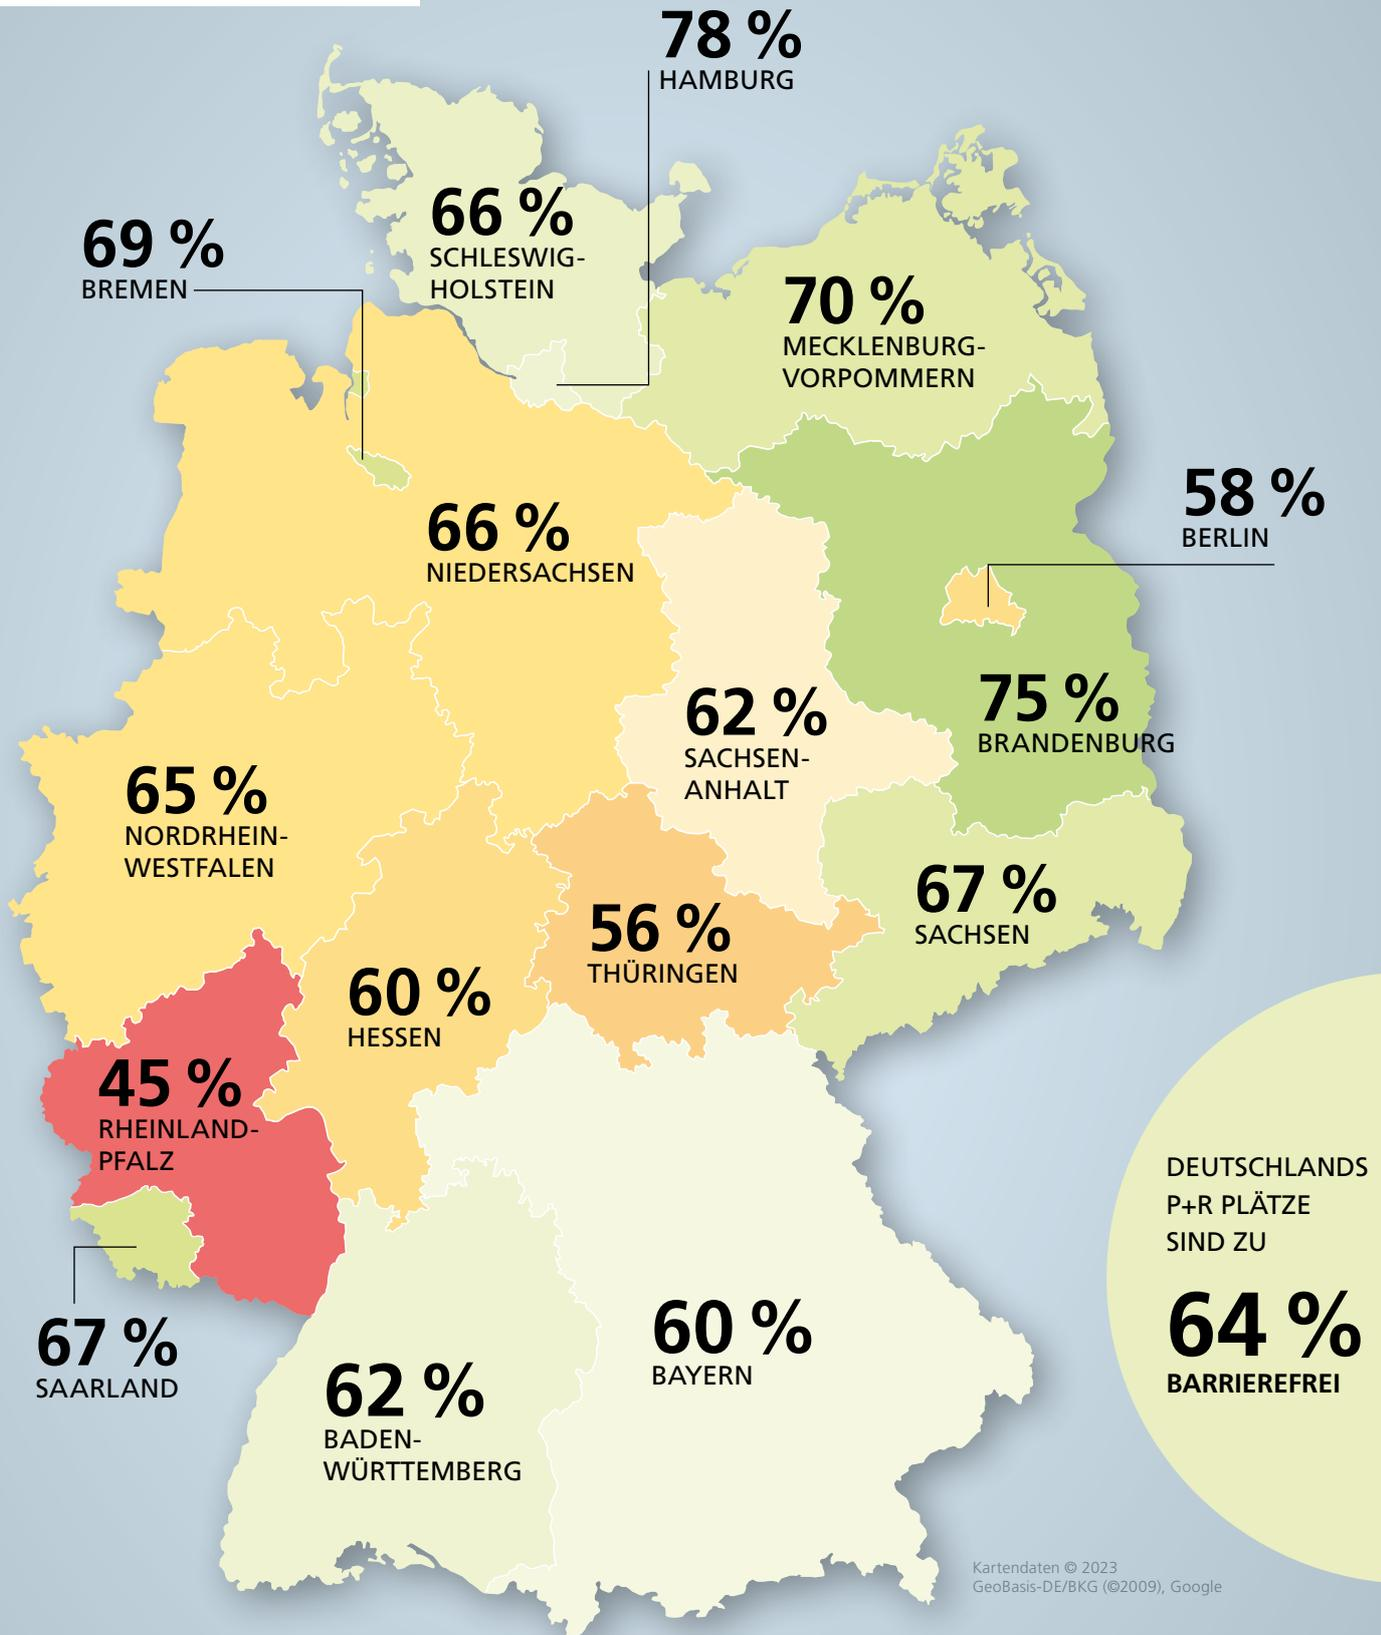 78 %
HAMBURG
66 %
SCHLESWIG-
HOLSTEIN
69 %
BREMEN
70 %
MECKLENBURG-
VORPOMMERN
58 %
BERLIN
66 %
NIEDERSACHSEN
75 %
BRANDENBURG
62 %
SACHSEN-
ANHALT
65 %
NORDRHEIN-
WESTFALEN
67 %
SACHSEN
56 %
THÜRINGEN
60 %
HESSEN
45 %
RHEINLAND-
PFALZ
67 %
SAARLAND
60 %
BAYERN
62 %
BADEN-
WÜRTTEMBERG
DEUTSCHLANDS
P+R PLÄTZE
SIND ZU
64 %
BARRIEREFREI
Kartendaten © 2023
GeoBasis-DE/BKG (©2009), Google